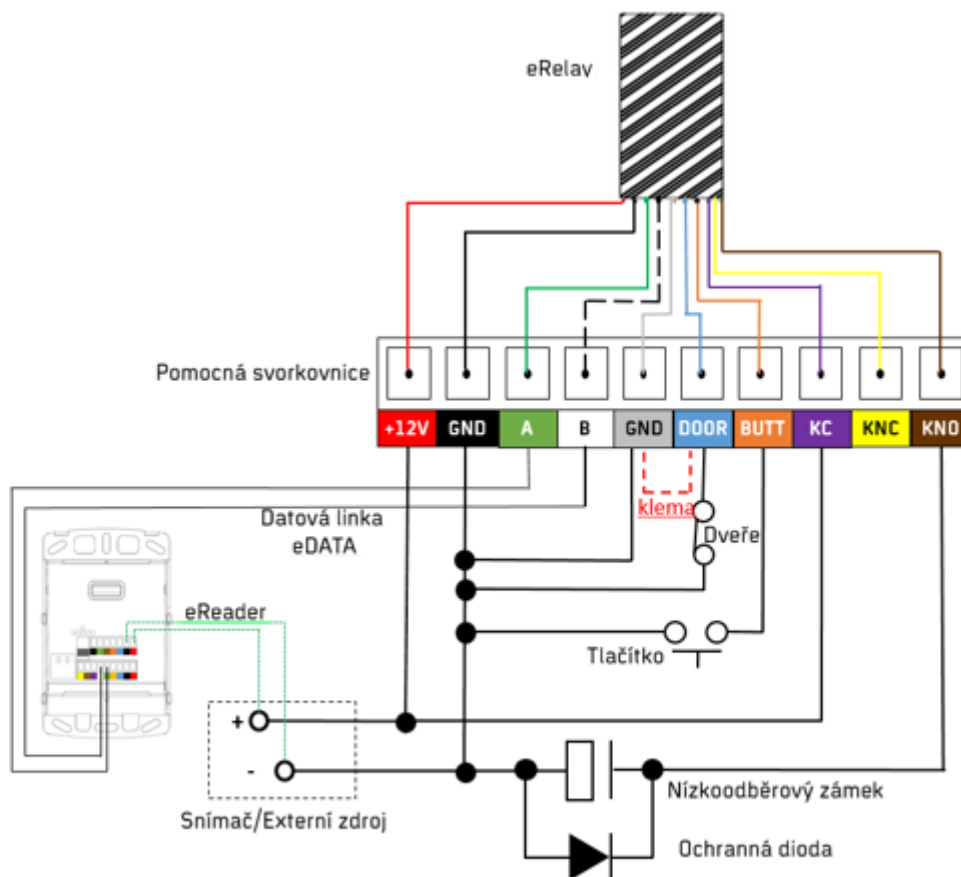 eRelay
Pomocná svorkovnice
+12V GND A B GND DOOR BUTT KC KNC KNO
klema
Datová linka
eDATA
Dveře
eReader
Tlačítko
+
-
Nízkoodběrový zámek
Snímač/Externí zdroj
Ochranná dioda